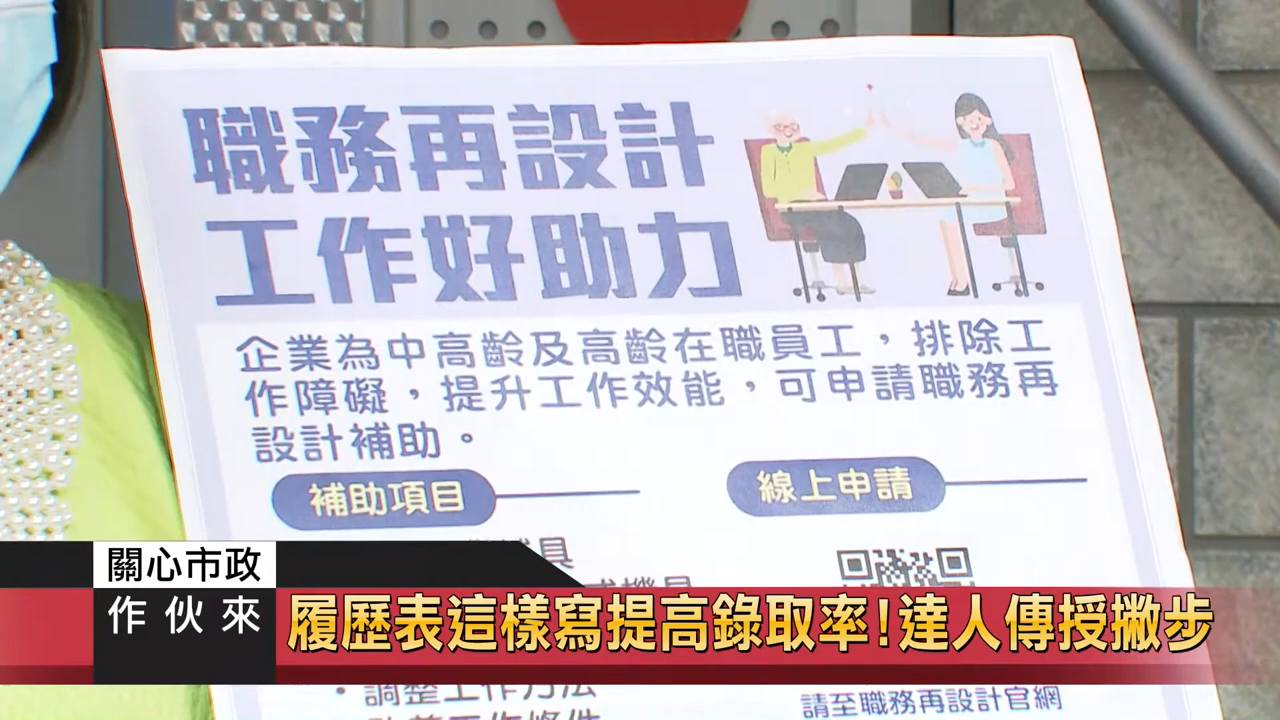 職務再設計
工作好助力
企業為中高齡及高齡在職員工，排除工
作障礙，提升工作效能，可申請職務再
設計補助。
補助項目
線上申請
關心市政
作伙來
履歷表這樣寫提高錄取率!達人傳授撇步
・調整工作方法
請至職務再設計官網